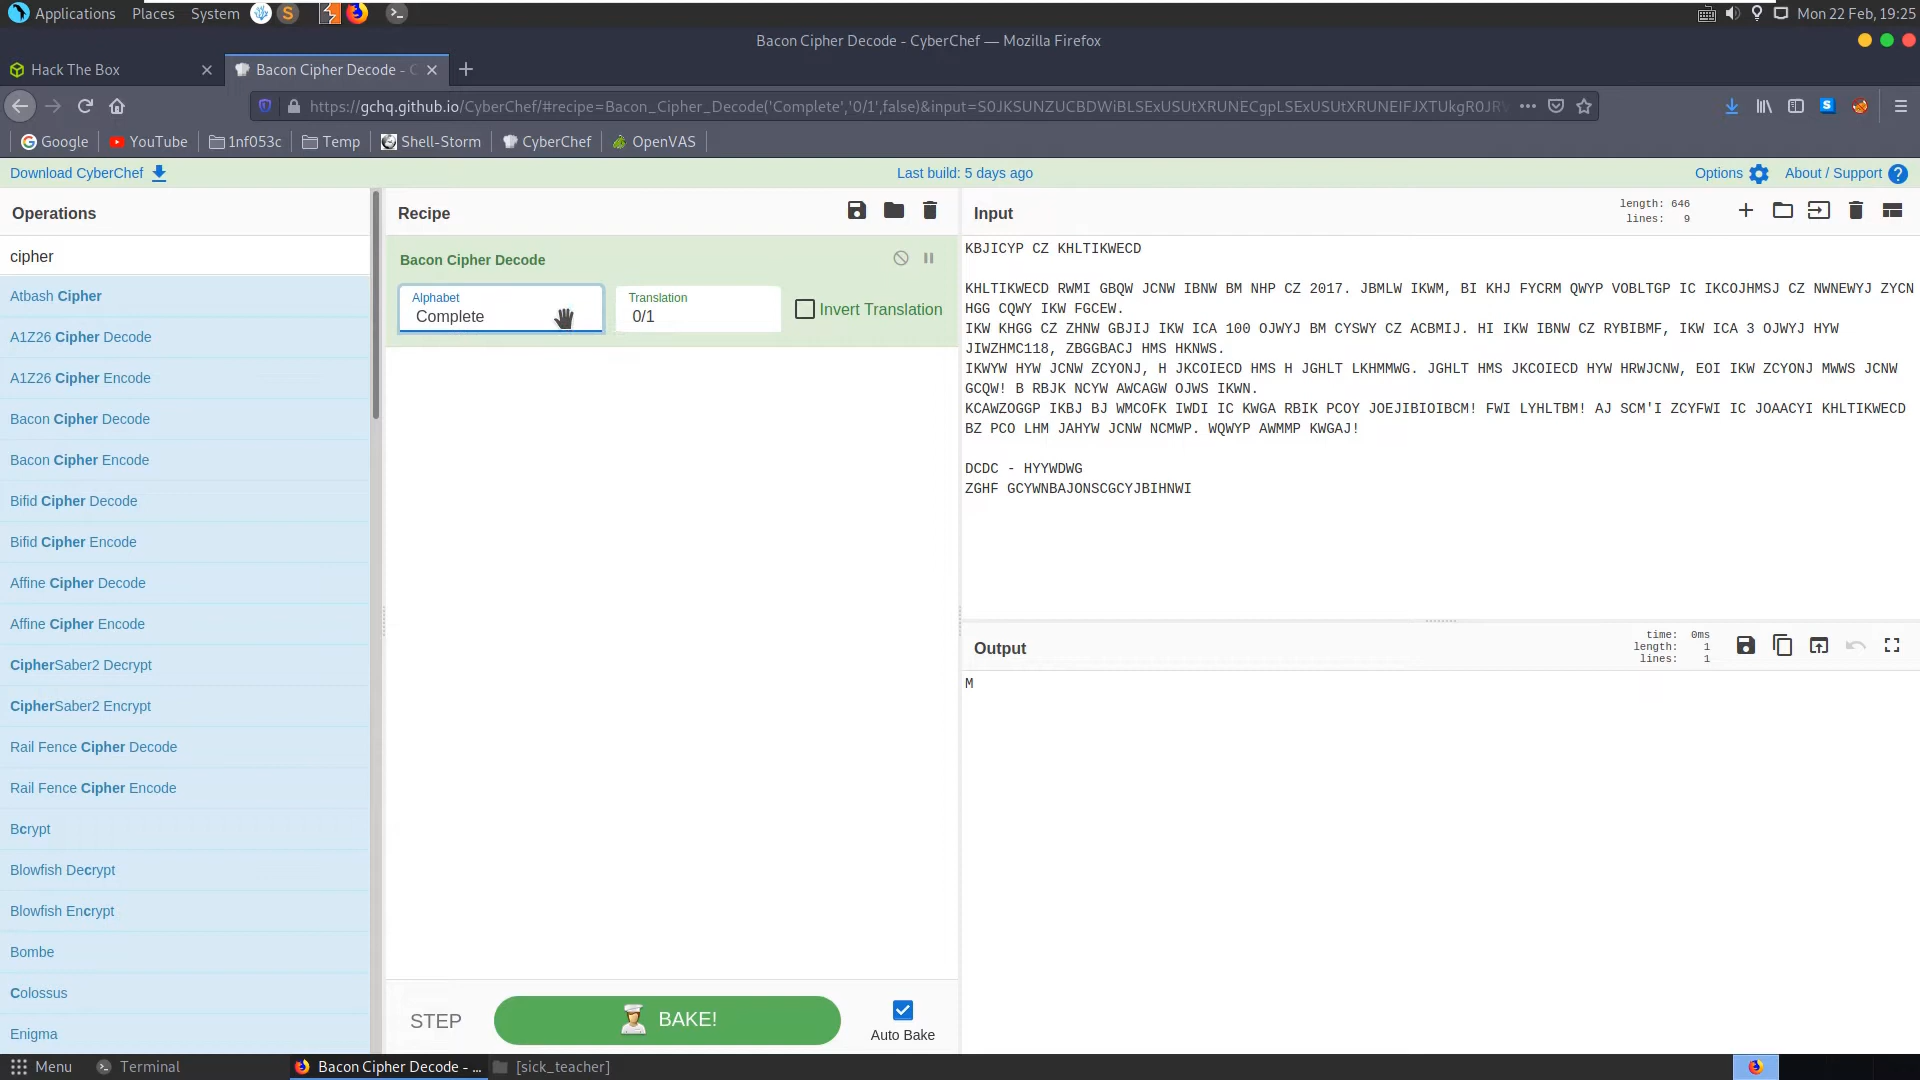 Applications Places System
Mon 22 Feb, 19:25
Bacon Cipher Decode - CyberChef — Mozilla Firefox
Hack The Box
Bacon Cipher Decode - C
https://gchq.github.io/CyberChef/#recipe=Bacon_Cipher_Decode('Complete','0/1',false)&input=S0JKSUNZUCBDWiBLSExUSUtXRUNECgpLSExUSUtXRUNEIFJXTUkgR0JRV
Google YouTube 1nf053c Temp Shell-Storm CyberChef OpenVAS
Download CyberChef
Last build: 5 days ago
Options About / Support
Operations
cipher
Atbash Cipher
A1Z26 Cipher Decode
A1Z26 Cipher Encode
Bacon Cipher Decode
Bacon Cipher Encode
Bifid Cipher Decode
Bifid Cipher Encode
Affine Cipher Decode
Affine Cipher Encode
CipherSaber2 Decrypt
CipherSaber2 Encrypt
Rail Fence Cipher Decode
Rail Fence Cipher Encode
Bcrypt
Blowfish Decrypt
Blowfish Encrypt
Bombe
Colossus
Enigma
Recipe
Bacon Cipher Decode
Alphabet
Complete
Translation
0/1
Invert Translation
STEP
BAKE!
Auto Bake
Input
length: 646
lines: 9
KBJICYP CZ KHLTIKWECD
KHLTIKWECD RWMI GBQW JCNW IBNW BM NHP CZ 2017. JBMLW IKWM, BI KHJ FYCRM QWYP VOBLTGP IC IKCOJHMSJ CZ NWNEWYJ ZYCN
HGG CQWY IKW FGCEW.
IKW KHGG CZ ZHNW GBJIJ IKW ICA 100 OJWYJ BM CYSWY CZ ACBMIJ. HI IKW IBNW CZ RYBIBMF, IKW ICA 3 OJWYJ HYW
JIWZHMC118, ZBGGBACJ HMS HKNWS.
IKWYW HYW JCNW ZCYONJ, H JKCOIECD HMS H JGHLT LKHMMWG. JGHLT HMS JKCOIECD HYW HRWJCNW, EOI IKW ZCYONJ MWWS JCNW
GCQW! B RBJK NCYW AWCAGW OJWS IKWN.
KCAWZOGGP IKBJ BJ WMCOFK IWDI IC KWGA RBIK PCOY JOEJIBIOIBCM! FWI LYHLTBM! AJ SCM'I ZCYFWI IC JOAACYI KHLTIKWECD
BZ PCO LHM JAHYW JCNW NCMWP. WQWYP AWMMP KWGAJ!
DCDC - HYYWDWG
ZGHF GCYWNBAJONSCGCYJBIHNWI
Output
time: 0ms
length: 1
lines: 1
M
Menu Terminal Bacon Cipher Decode - ... [sick_teacher]